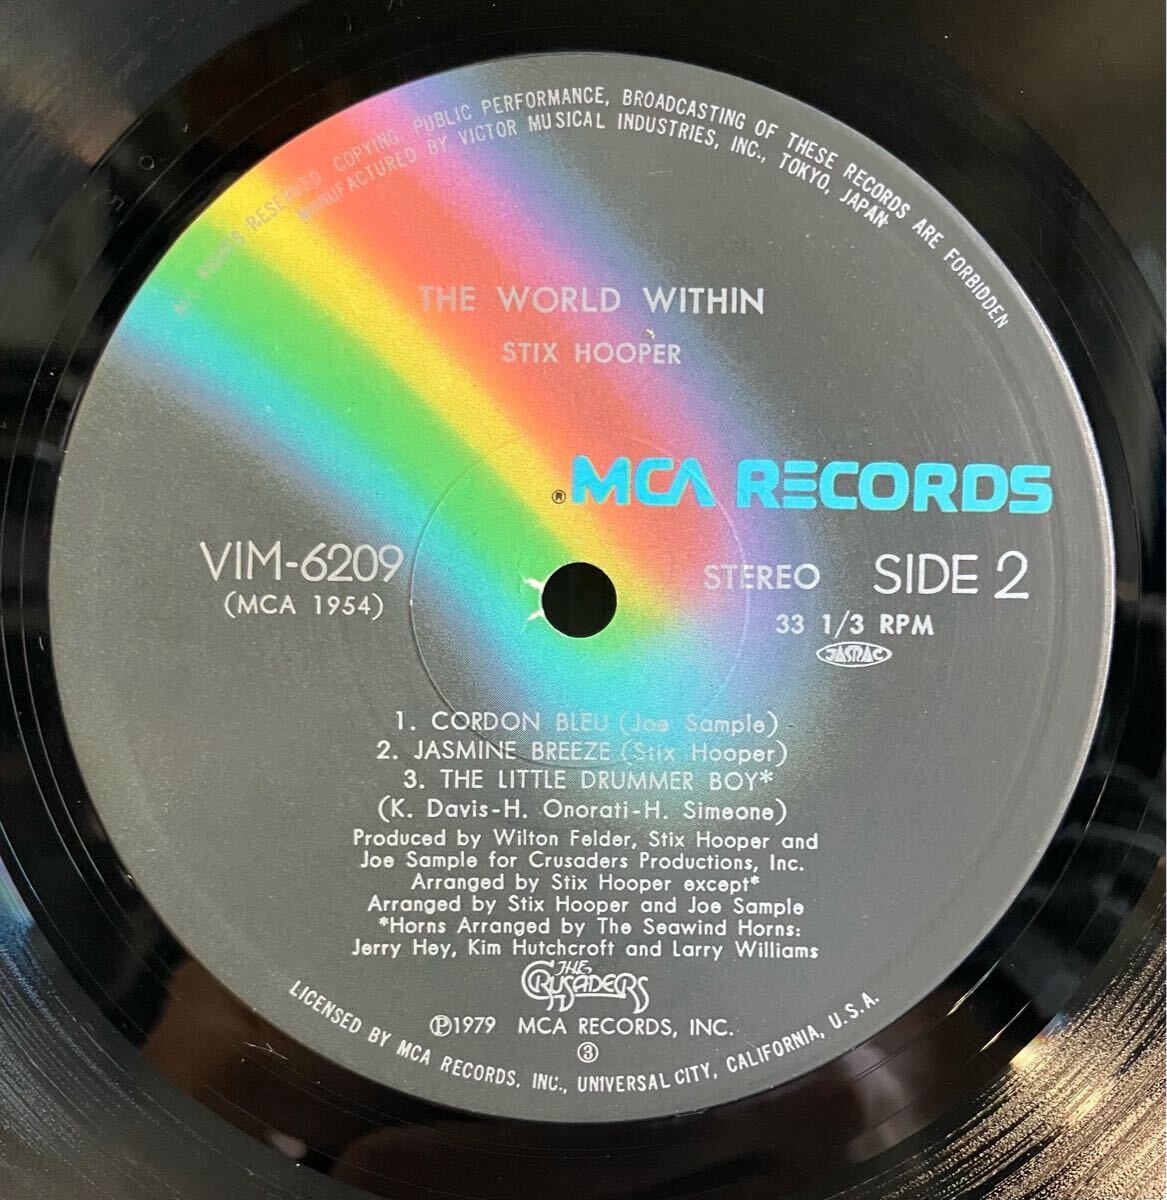 ALL RIGHTS RESERVED. COPYING, PUBLIC PERFORMANCE, BROADCASTING OF THESE RECORDS ARE FORBIDDEN
MANUFACTURED BY VICTOR MUSICAL INDUSTRIES, INC., TOKYO, JAPAN
THE WORLD WITHIN
STIX HOOPER
® MCA RECORDS
VIM-6209
(MCA 1954)
STEREO SIDE 2
33 1/3 RPM
JASRAC
1. CORDON BLEU (Joe Sample)
2. JASMINE BREEZE (Stix Hooper)
3. THE LITTLE DRUMMER BOY*
(K. Davis-H. Onorati-H. Simeone)
Produced by Wilton Felder, Stix Hooper and
Joe Sample for Crusaders Productions, Inc.
Arranged by Stix Hooper except*
Arranged by Stix Hooper and Joe Sample
*Horns Arranged by The Seawind Horns:
Jerry Hey, Kim Hutchcroft and Larry Williams
THE
CRUSADERS
℗1979 MCA RECORDS, INC.
③
LICENSED BY MCA RECORDS, INC., UNIVERSAL CITY, CALIFORNIA, U.S.A.